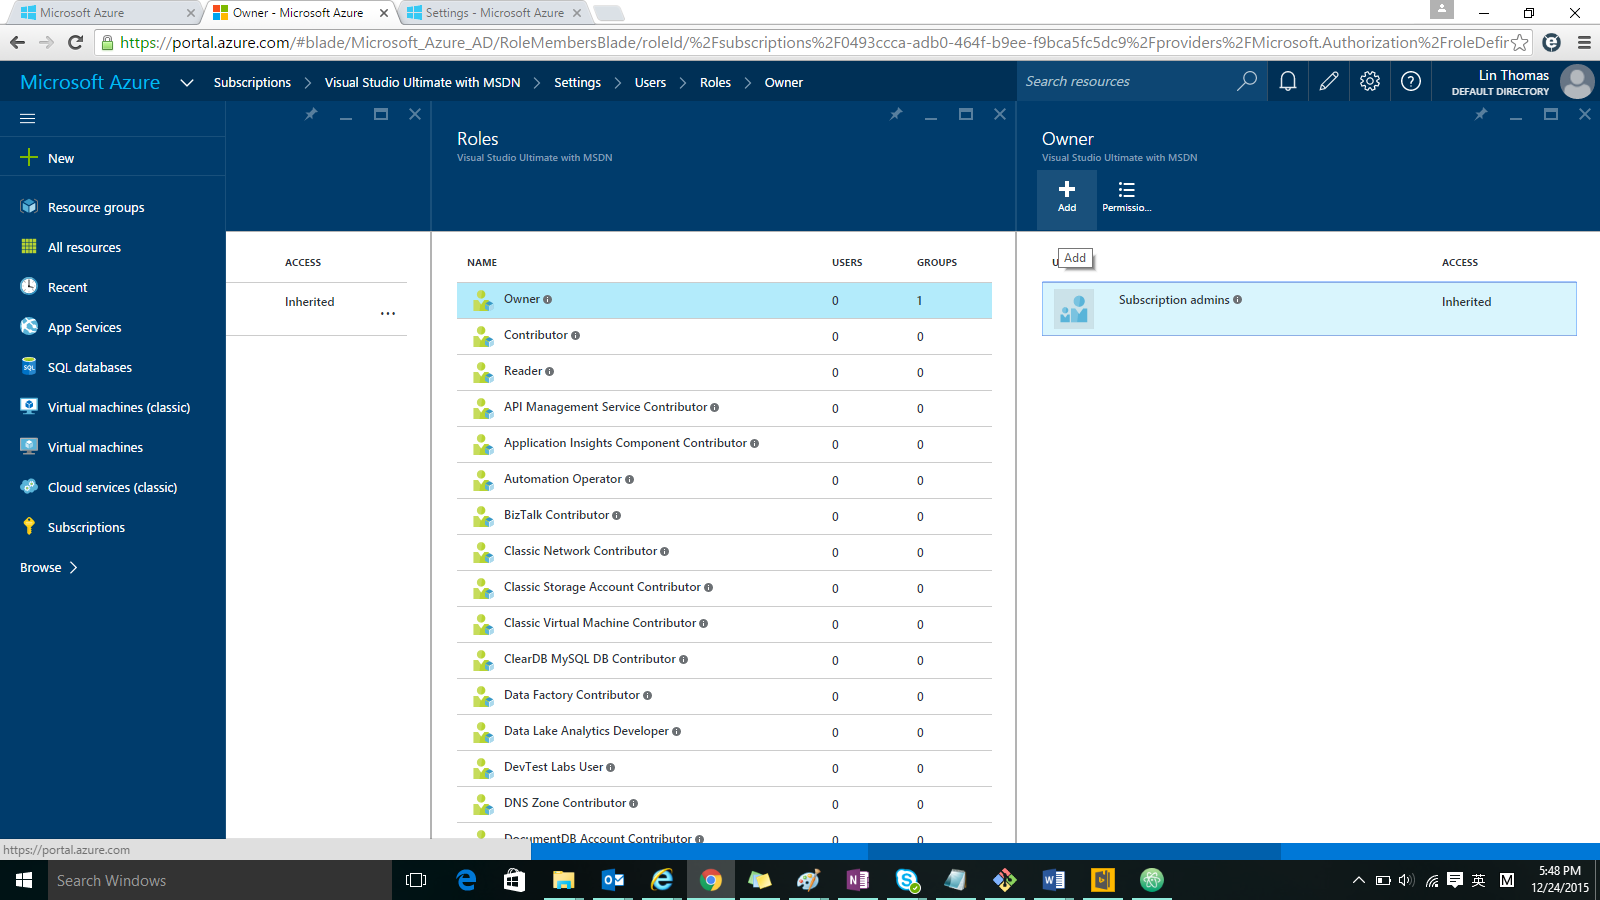 Microsoft Azure
Owner - Microsoft Azure
Settings - Microsoft Azure
https://portal.azure.com/#blade/Microsoft_Azure_AD/RoleMembersBlade/roleId/%2Fsubscriptions%2F0493ccca-adb0-464f-b9ee-f9bca5fc5dc9%2Fproviders%2FMicrosoft.Authorization%2FroleDefir
Microsoft Azure
Subscriptions > Visual Studio Ultimate with MSDN > Settings > Users > Roles > Owner
Search resources
Lin Thomas
DEFAULT DIRECTORY
New
Resource groups
All resources
Recent
App Services
SQL databases
Virtual machines (classic)
Virtual machines
Cloud services (classic)
Subscriptions
Browse >
ACCESS
Inherited
...
Roles
Visual Studio Ultimate with MSDN
NAME USERS GROUPS
Owner 0 1
Contributor 0 0
Reader 0 0
API Management Service Contributor 0 0
Application Insights Component Contributor 0 0
Automation Operator 0 0
BizTalk Contributor 0 0
Classic Network Contributor 0 0
Classic Storage Account Contributor 0 0
Classic Virtual Machine Contributor 0 0
ClearDB MySQL DB Contributor 0 0
Data Factory Contributor 0 0
Data Lake Analytics Developer 0 0
DevTest Labs User 0 0
DNS Zone Contributor 0 0
DocumentDB Account Contributor 0 0
Owner
Visual Studio Ultimate with MSDN
Add
Permissio...
Add
ACCESS
Subscription admins
Inherited
https://portal.azure.com
Search Windows
英
M
5:48 PM
12/24/2015